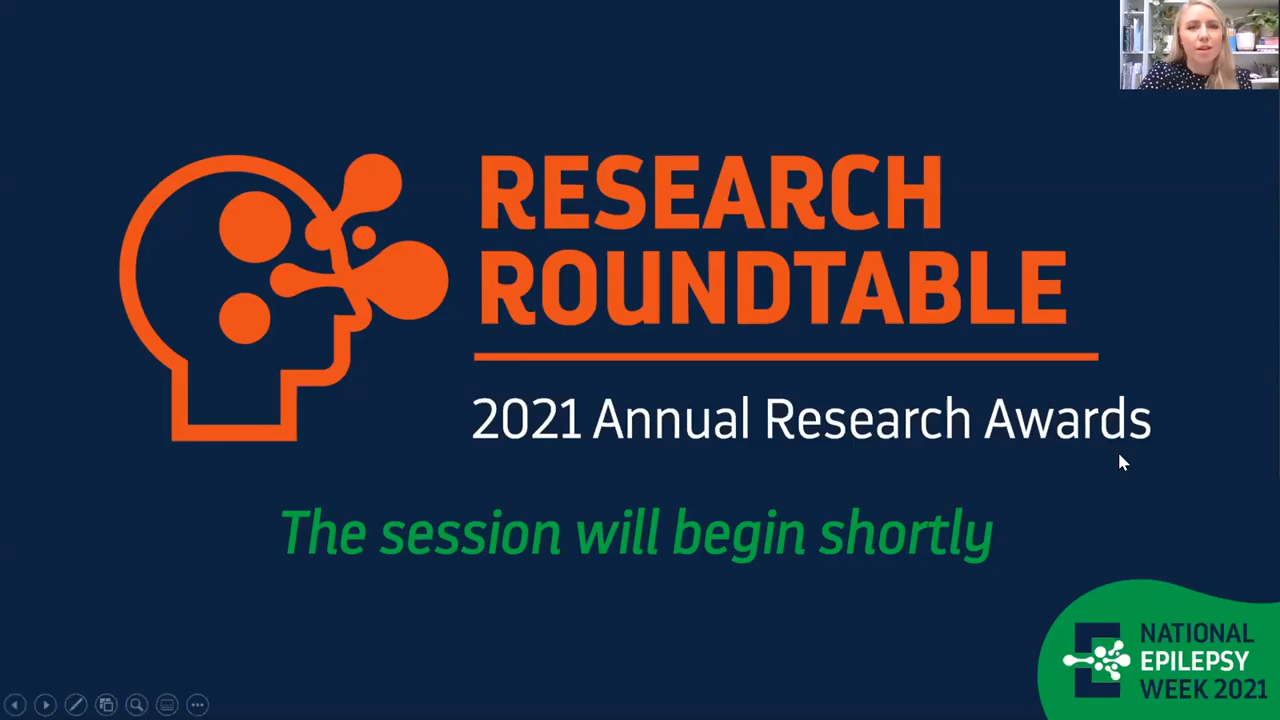 RESEARCH
ROUNDTABLE
2021 Annual Research Awards
The session will begin shortly
NATIONAL
EPILEPSY
WEEK 2021